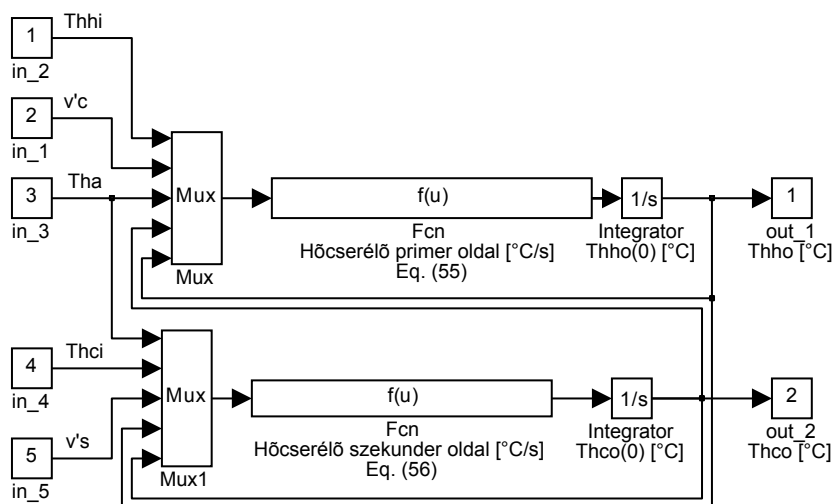 Thhi
1
in_2
v'c
2
in_1
Tha
3
in_3
Mux
Mux
f(u)
Fcn
Hõcserélõ primer oldal [°C/s]
Eq. (55)
1/s
Integrator
Thho(0) [°C]
1
out_1
Thho [°C]
Thci
4
in_4
v's
5
in_5
Mux
Mux1
f(u)
Fcn
Hõcserélõ szekunder oldal [°C/s]
Eq. (56)
1/s
Integrator
Thco(0) [°C]
2
out_2
Thco [°C]